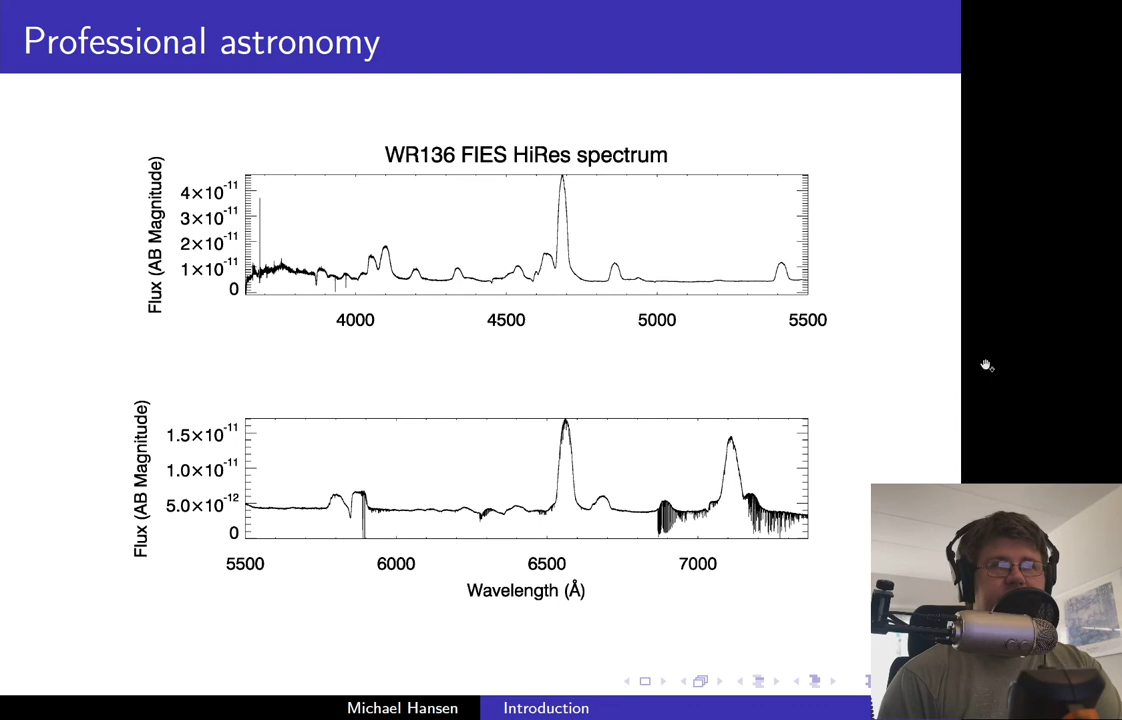 Professional astronomy
WR136 FIES HiRes spectrum
Flux (AB Magnitude)
4×10⁻¹¹
3×10⁻¹¹
2×10⁻¹¹
1×10⁻¹¹
0
4000 4500 5000 5500
Flux (AB Magnitude)
1.5×10⁻¹¹
1.0×10⁻¹¹
5.0×10⁻¹²
0
5500 6000 6500 7000
Wavelength (Å)
Michael Hansen Introduction